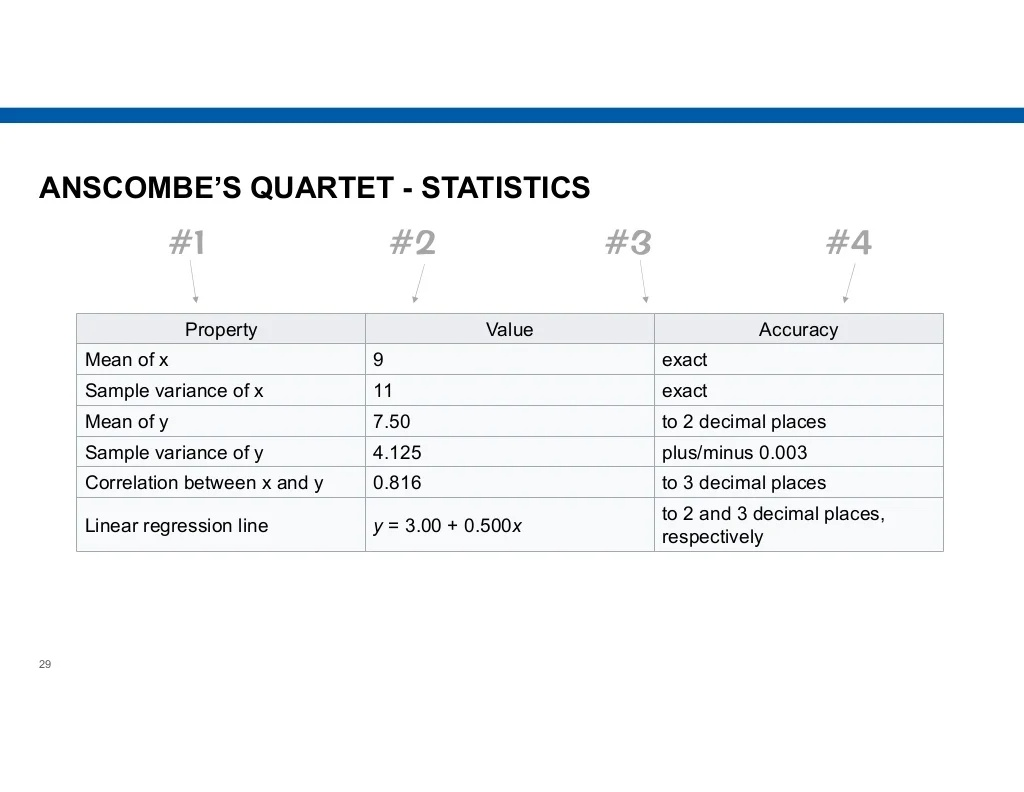 ANSCOMBE’S QUARTET - STATISTICS
#1 #2 #3 #4
Property Value Accuracy
Mean of x 9 exact
Sample variance of x 11 exact
Mean of y 7.50 to 2 decimal places
Sample variance of y 4.125 plus/minus 0.003
Correlation between x and y 0.816 to 3 decimal places
Linear regression line y = 3.00 + 0.500x to 2 and 3 decimal places,
respectively
29